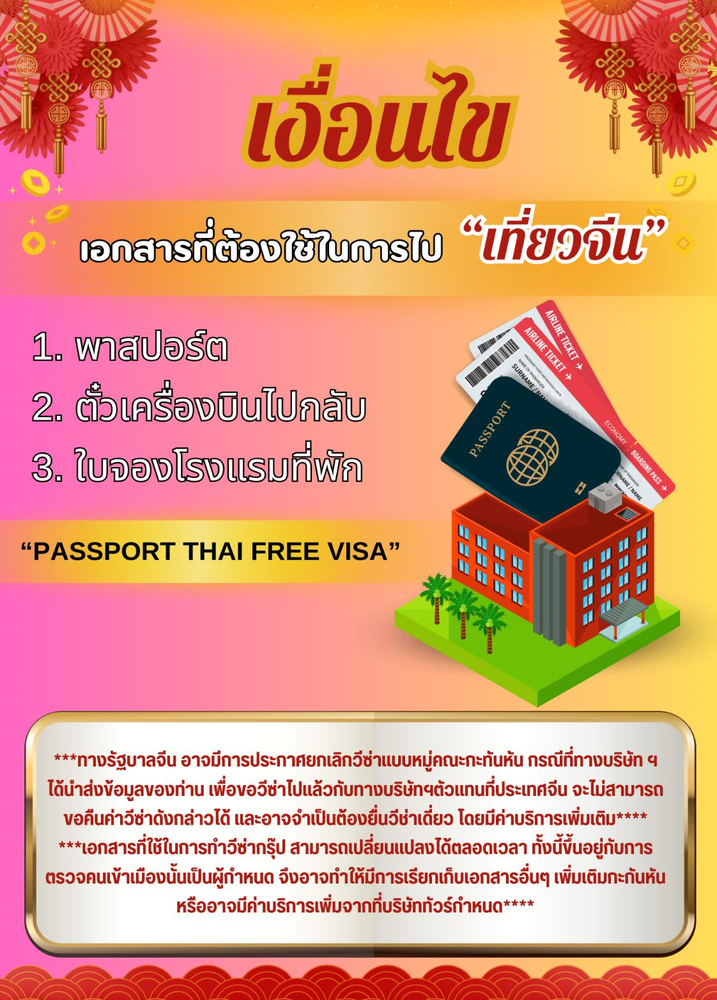 เงื่อนไข
เอกสารที่ต้องใช้ในการไป “เที่ยวจีน”
1. พาสปอร์ต
2. ตั๋วเครื่องบินไปกลับ
3. ใบจองโรงแรมที่พัก
“PASSPORT THAI FREE VISA”
AIRLINE TICKET
AIRLINE TICKET
PASSENGER TICKET AND BAGGAGE CHECK
NAME OF PASSANGER
SURNAME / NAME
PASSPORT
ECONOMY
BOARDING PASS
SURNAME / NAME
***ทางรัฐบาลจีน อาจมีการประกาศยกเลิกวีซ่าแบบหมู่คณะกะทันหัน กรณีที่ทางบริษัท ฯ
ได้นำส่งข้อมูลของท่าน เพื่อขอวีซ่าไปแล้วกับทางบริษัทฯตัวแทนที่ประเทศจีน จะไม่สามารถ
ขอคืนค่าวีซ่าดังกล่าวได้ และอาจจำเป็นต้องยื่นวีซ่าเดี่ยว โดยมีค่าบริการเพิ่มเติม****
***เอกสารที่ใช้ในการทำวีซ่ากรุ๊ป สามารถเปลี่ยนแปลงได้ตลอดเวลา ทั้งนี้ขึ้นอยู่กับการ
ตรวจคนเข้าเมืองนั้นเป็นผู้กำหนด จึงอาจทำให้มีการเรียกเก็บเอกสารอื่นๆ เพิ่มเติมกะกันหัน
หรืออาจมีค่าบริการเพิ่มจากที่บริษัททัวร์กำหนด****